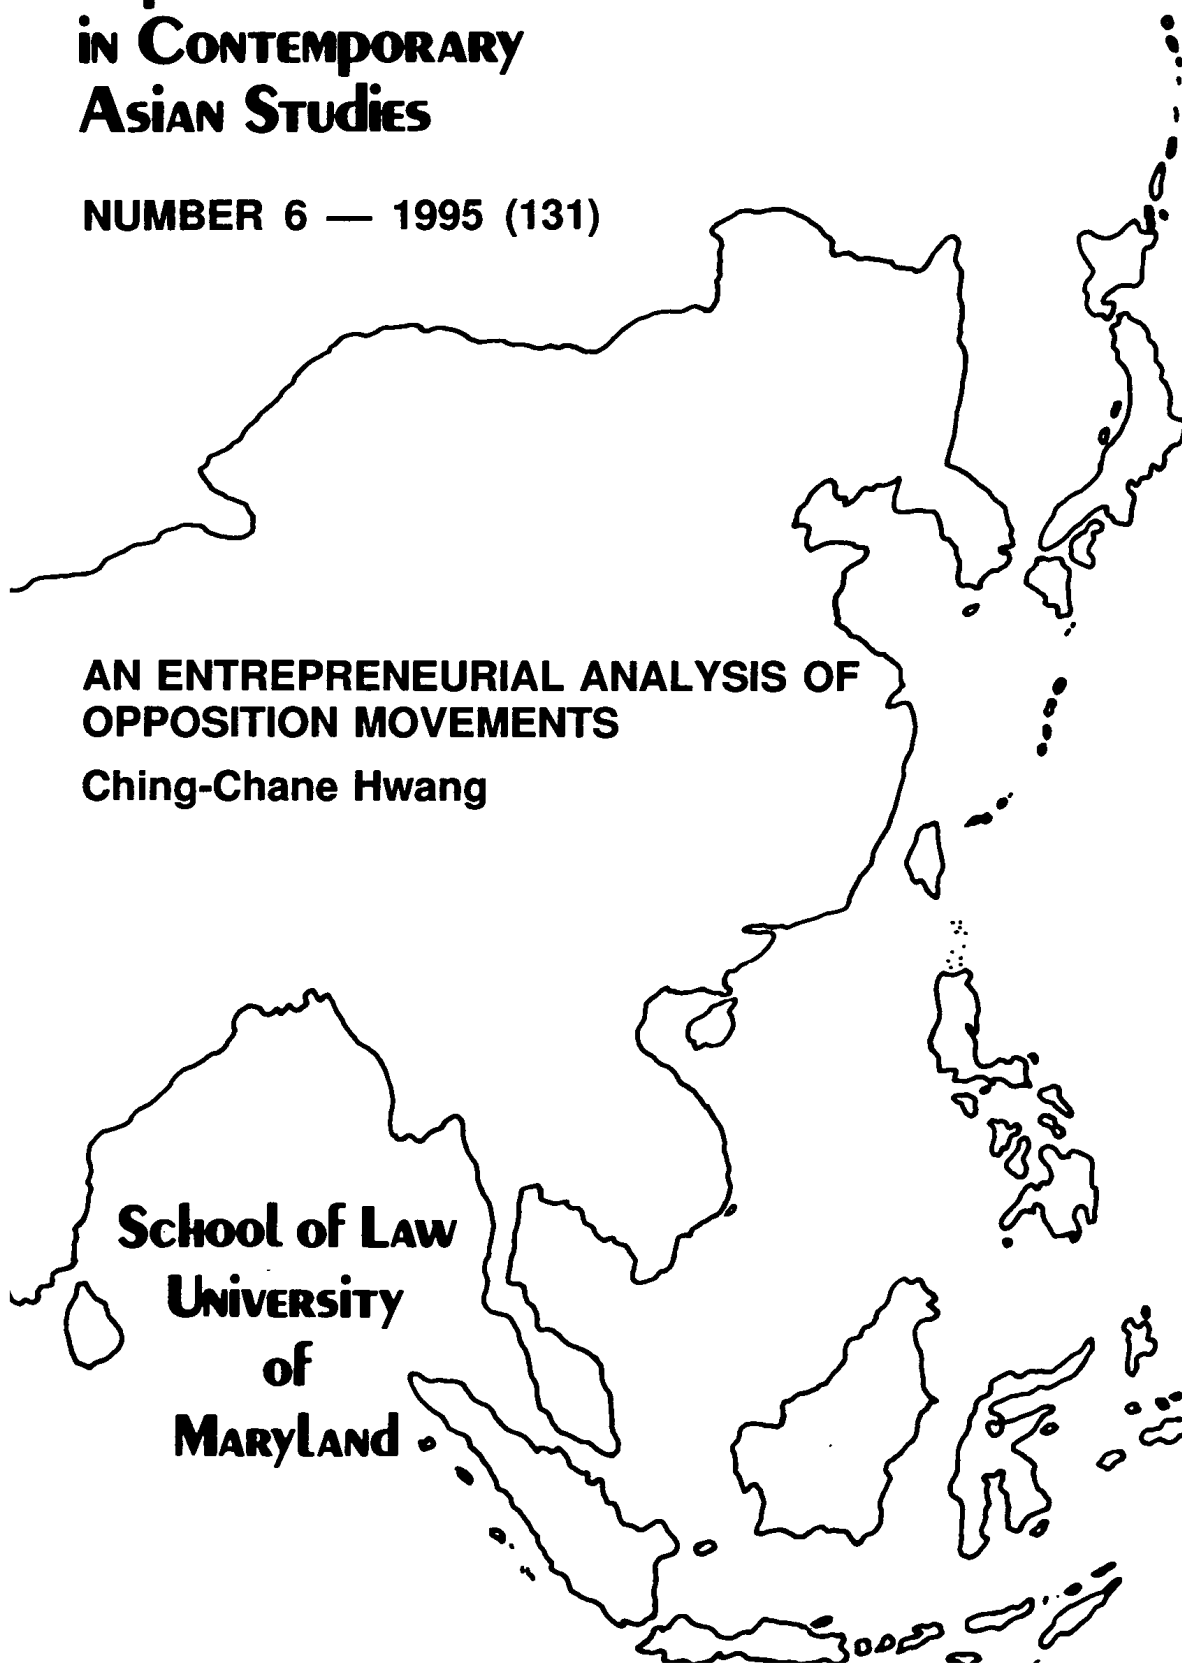 in Contemporary
Asian Studies
NUMBER 6 — 1995 (131)
AN ENTREPRENEURIAL ANALYSIS OF
OPPOSITION MOVEMENTS
Ching-Chane Hwang
School of Law
University
of
Maryland